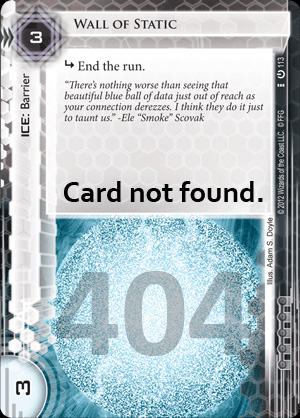 3
WALL OF STATIC
ICE: Barrier
↳ End the run.
“There’s nothing worse than seeing that
beautiful blue ball of data just out of reach as
your connection derezzes. I think they do it just
to taunt us.” -Ele “Smoke” Scovak
113
© 2012 Wizards of the Coast LLC. © FFG
Card not found.
Illus. Adam S. Doyle
404
3